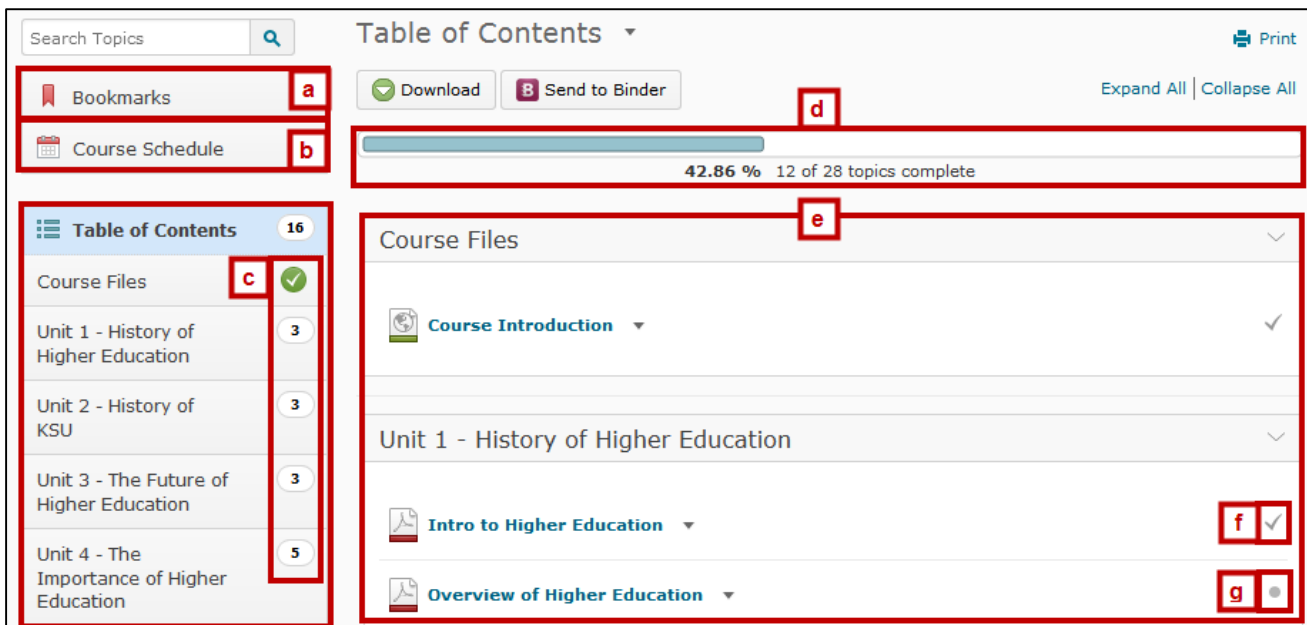 Search Topics
Bookmarks
a
Course Schedule
b
Table of Contents 16
c
Course Files
Unit 1 - History of
Higher Education
3
Unit 2 - History of
KSU
3
Unit 3 - The Future of
Higher Education
3
Unit 4 - The
Importance of Higher
Education
5
Table of Contents
Print
Download
B Send to Binder
Expand All | Collapse All
d
42.86 % 12 of 28 topics complete
e
Course Files
Course Introduction
Unit 1 - History of Higher Education
Intro to Higher Education
f
Overview of Higher Education
g